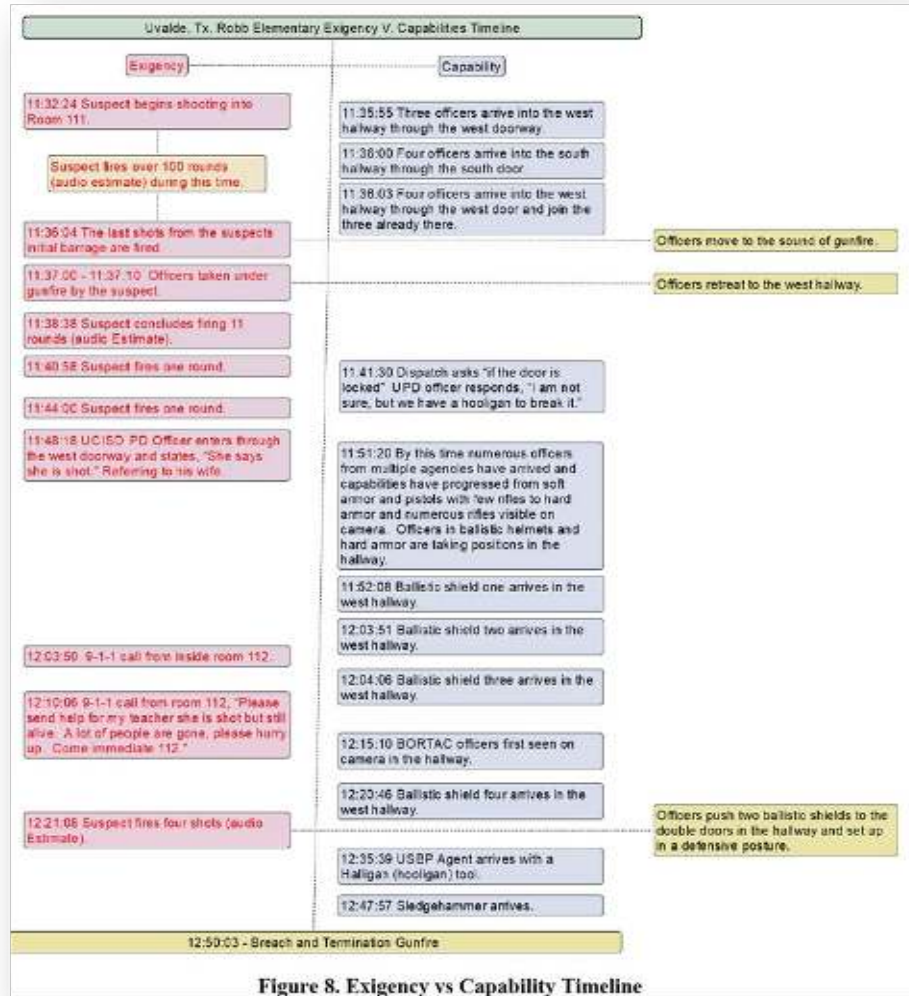 Uvalde, Tx. Robb Elementary Exigency V. Capabilities Timeline
Exigency
Capability
11:32:24 Suspect begins shooting into
Room 111.
Suspect fires over 100 rounds
(audio estimate) during this time.
11:36:04 The last shots from the suspects
initial barrage are fired.
11:37:00 - 11:37:10 Officers taken under
gunfire by the suspect.
11:38:38 Suspect concludes firing 11
rounds (audio Estimate).
11:40:58 Suspect fires one round.
11:44:00 Suspect fires one round.
11:48:18 UCISD PD Officer enters through
the west doorway and states, "She says
she is shot." Referring to his wife.
12:03:50 9-1-1 call from inside room 112.
12:10:06 9-1-1 call from room 112, "Please
send help for my teacher she is shot but still
alive. A lot of people are gone, please hurry
up. Come immediate 112."
12:21:08 Suspect fires four shots (audio
Estimate).
11:35:55 Three officers arrive into the west
hallway through the west doorway.
11:36:00 Four officers arrive into the south
hallway through the south door
11:36:03 Four officers arrive into the west
hallway through the west door and join the
three already there.
11:41:30 Dispatch asks "if the door is
locked" UPD officer responds, "I am not
sure, but we have a hooligan to break it."
11:51:20 By this time numerous officers
from multiple agencies have arrived and
capabilities have progressed from soft
armor and pistols with few rifles to hard
armor and numerous rifles visible on
camera. Officers in ballistic helmets and
hard armor are taking positions in the
hallway.
11:52:08 Ballistic shield one arrives in the
west hallway.
12:03:51 Ballistic shield two arrives in the
west hallway.
12:04:06 Ballistic shield three arrives in the
west hallway.
12:15:10 BORTAC officers first seen on
camera in the hallway.
12:20:46 Ballistic shield four arrives in the
west hallway.
12:35:39 USBP Agent arrives with a
Halligan (hooligan) tool.
12:47:57 Sledgehammer arrives.
Officers move to the sound of gunfire.
Officers retreat to the west hallway.
Officers push two ballistic shields to the
double doors in the hallway and set up
in a defensive posture.
12:50:03 - Breach and Termination Gunfire
Figure 8. Exigency vs Capability Timeline